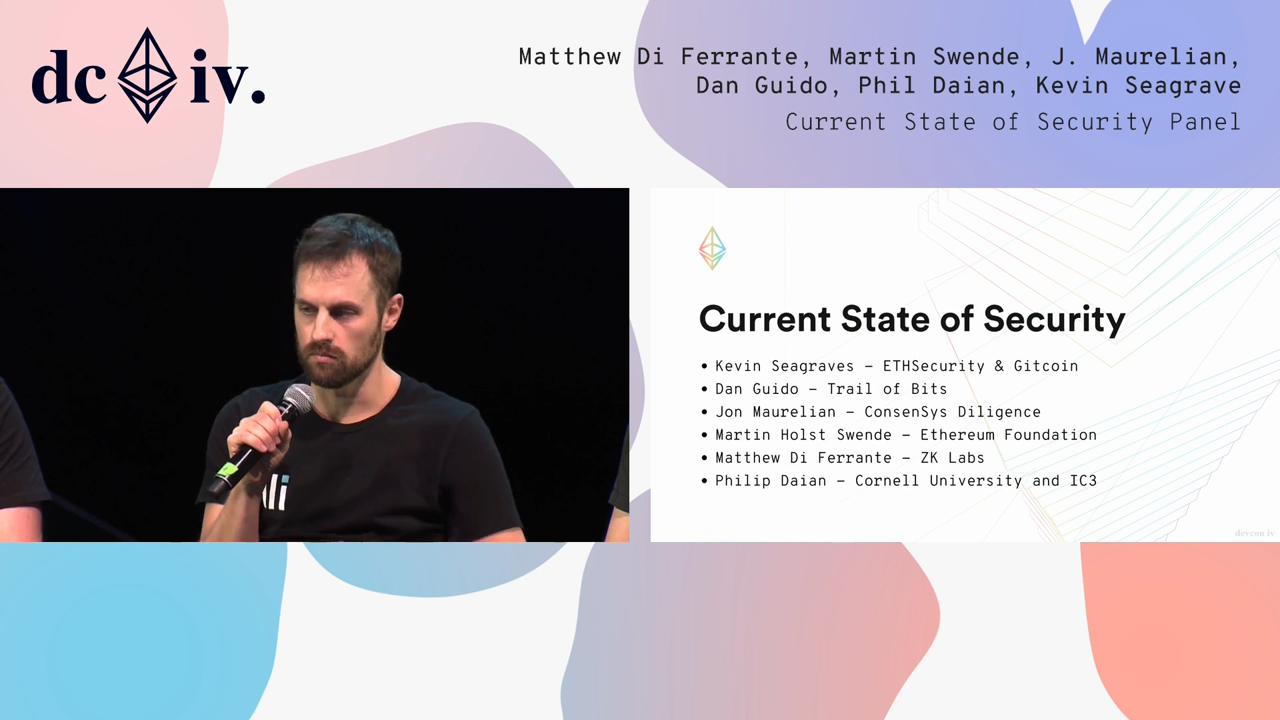 dc iv.
Matthew Di Ferrante, Martin Swende, J. Maurelian,
Dan Guido, Phil Daian, Kevin Seagrave
Current State of Security Panel
Current State of Security
• Kevin Seagraves – ETHSecurity & Gitcoin
• Dan Guido – Trail of Bits
• Jon Maurelian – ConsenSys Diligence
• Martin Holst Swende – Ethereum Foundation
• Matthew Di Ferrante – ZK Labs
• Philip Daian – Cornell University and IC3
devcon iv